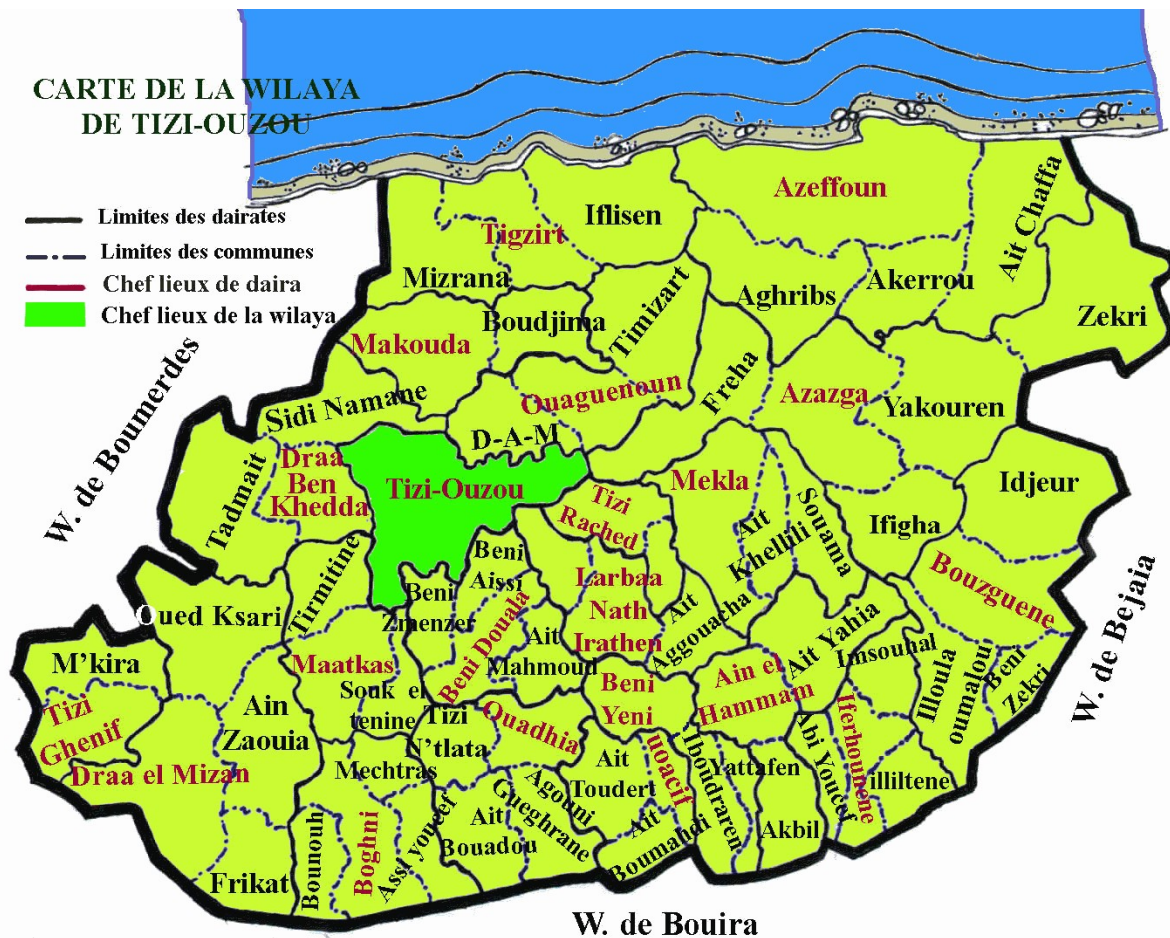 CARTE DE LA WILAYA
DE TIZI-OUZOU
Limites des dairates
Limites des communes
Chef lieux de daira
Chef lieux de la wilaya
W. de Boumerdes
W. de Bejaia
W. de Bouira
Azeffoun
Iflisen
Tigzirt
Mizrana
Ait Chaffa
Akerrou
Aghribs
Zekri
Timizart
Boudjima
Makouda
Ouaguenoun
Freha
Azazga
Yakouren
Sidi Namane
D-A-M
Draa
Ben
Khedda
Tizi-Ouzou
Tadmait
Mekla
Tizi
Rached
Idjeur
Ifigha
Souama
Ait
Khellili
Beni
Aissi
Tirmitine
Larbaa
Nath
Irathen
Bouzguene
Beni
Zmenzer
Oued Ksari
Ait
Aggouacha
Ait Yahia
Imsouhal
Beni Douala
Ait
Mahmoud
M'kira
Maatkas
Souk el
tenine
Beni
Yeni
Ain el
Hammam
Illoula
oumalou
Beni
Zekri
Tizi
Ghenif
Ain
Zaouia
Tizi
N'tlata
Ouadhia
Abi Youcef
Iferhounene
illiltene
Draa el Mizan
Mechtras
Ait
Toudert
uoacif
Iboudraren
Yattafen
Akbil
Agouni
Gueghrane
Ait
Bouadou
Ait
Boumahdi
Assi youcef
Boghni
Bounouh
Frikat